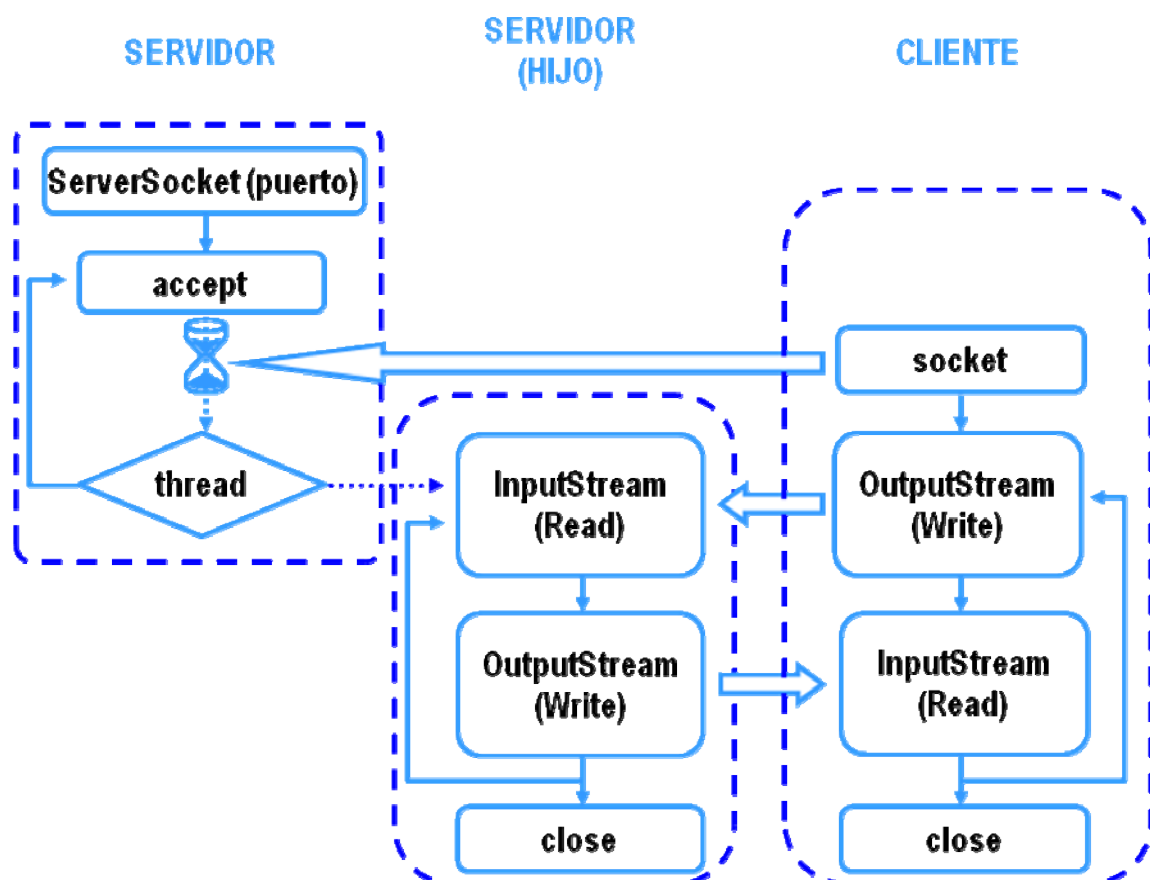 SERVIDOR
SERVIDOR
(HIJO)
CLIENTE
ServerSocket (puerto)
accept
thread
InputStream
(Read)
OutputStream
(Write)
close
socket
OutputStream
(Write)
InputStream
(Read)
close